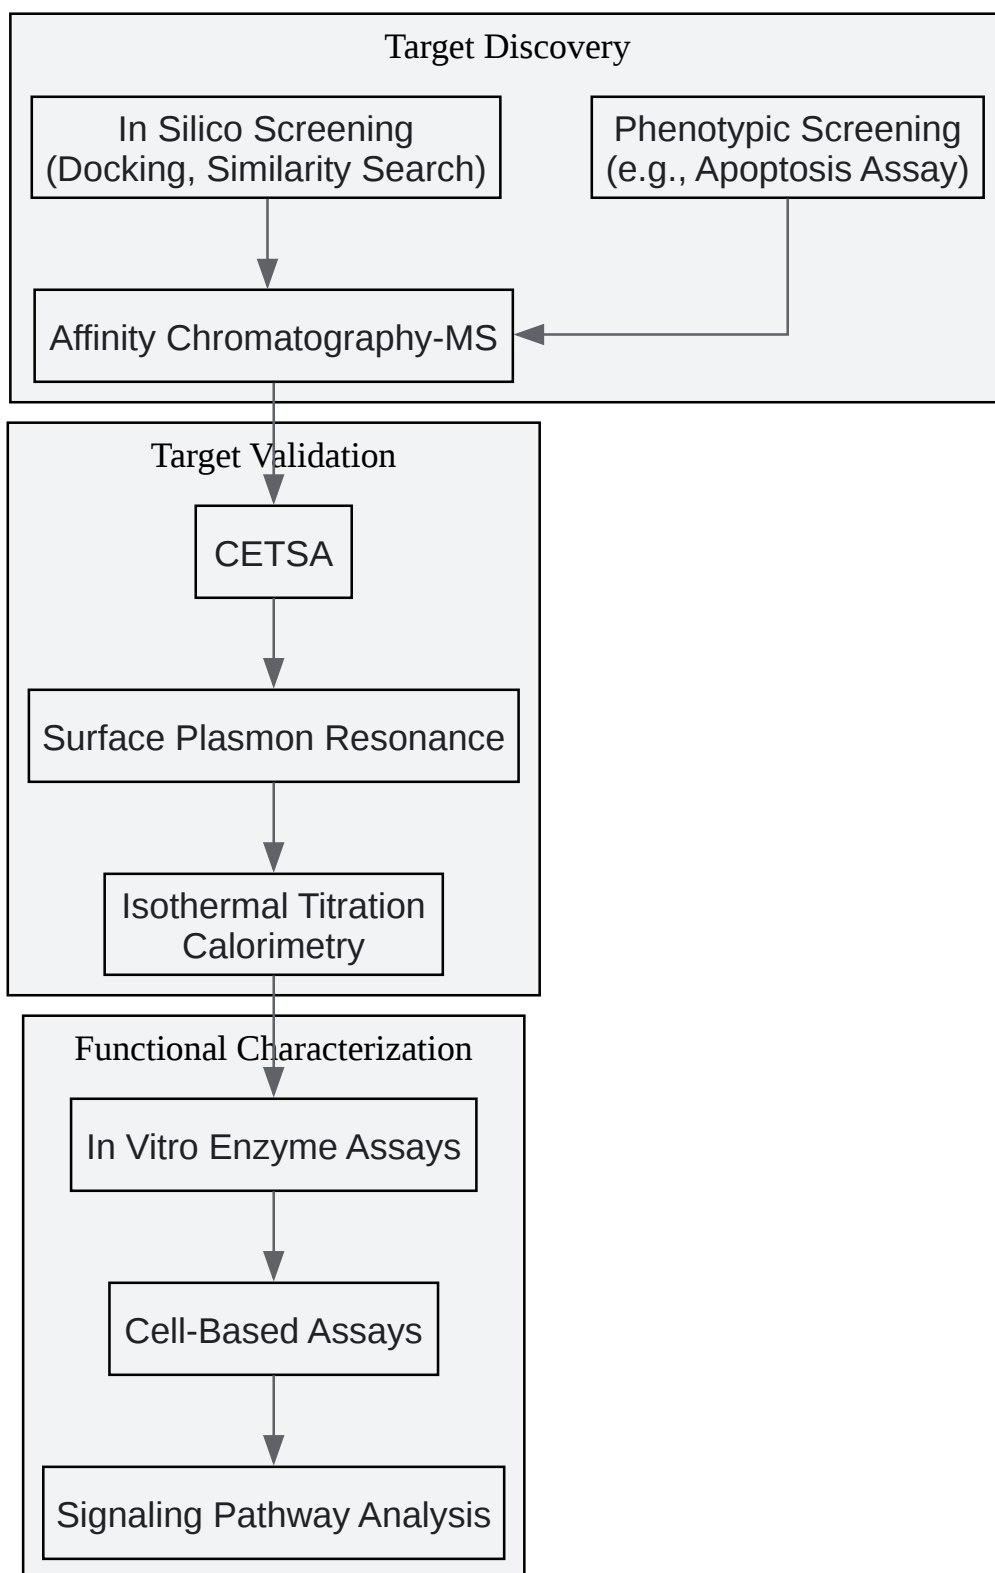 Target Discovery
In Silico Screening
(Docking, Similarity Search)
Phenotypic Screening
(e.g., Apoptosis Assay)
Affinity Chromatography-MS
Target Validation
CETSA
Surface Plasmon Resonance
Isothermal Titration
Calorimetry
Functional Characterization
In Vitro Enzyme Assays
Cell-Based Assays
Signaling Pathway Analysis